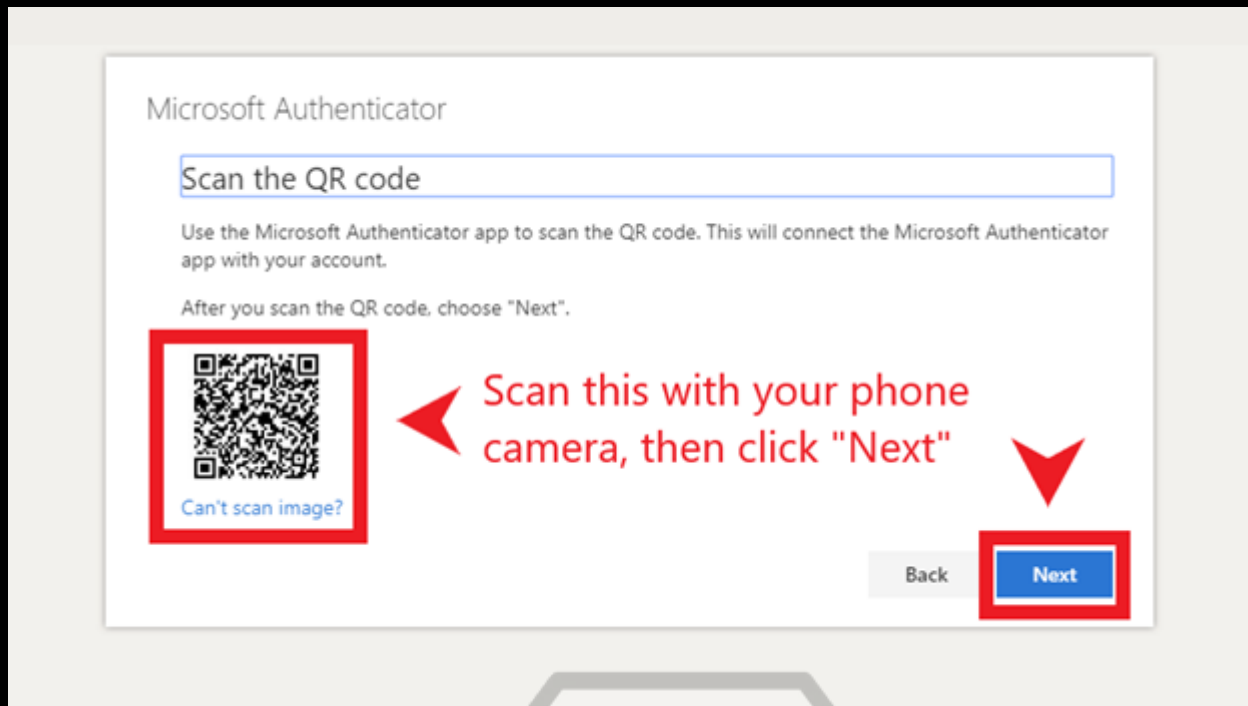 Microsoft Authenticator
Scan the QR code
Use the Microsoft Authenticator app to scan the QR code. This will connect the Microsoft Authenticator
app with your account.
After you scan the QR code, choose "Next".
Scan this with your phone
camera, then click "Next"
Can't scan image?
Back
Next